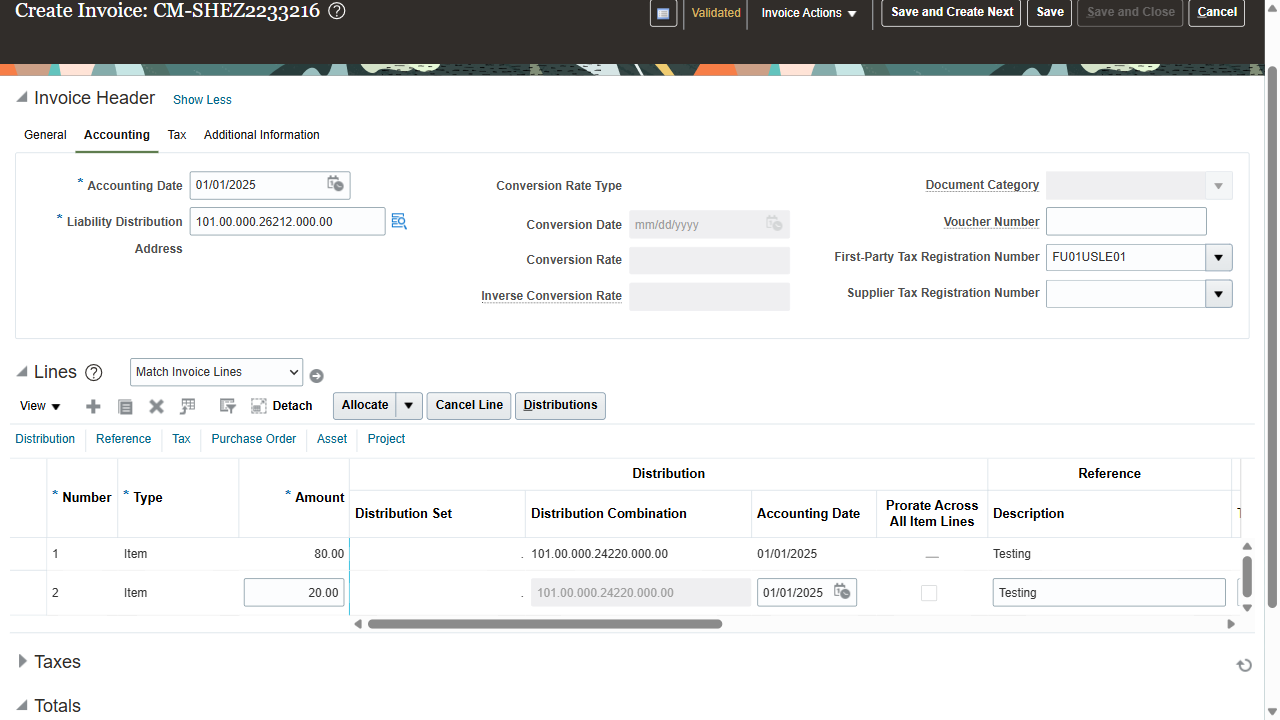 Create Invoice: CM-SHEZ2233216
Validated
Invoice Actions
Save and Create Next
Save
Save and Close
Cancel
Invoice Header Show Less
General Accounting Tax Additional Information
* Accounting Date 01/01/2025
* Liability Distribution 101.00.000.26212.000.00
Address
Conversion Rate Type
Conversion Date mm/dd/yyyy
Conversion Rate
Inverse Conversion Rate
Document Category
Voucher Number
First-Party Tax Registration Number FU01USLE01
Supplier Tax Registration Number
Lines Match Invoice Lines
View Detach Allocate Cancel Line Distributions
Distribution Reference Tax Purchase Order Asset Project
Distribution Reference
* Number * Type * Amount Distribution Set Distribution Combination Accounting Date Prorate Across All Item Lines Description
1 Item 80.00 . 101.00.000.24220.000.00 01/01/2025 — Testing
2 Item 20.00 . 101.00.000.24220.000.00 01/01/2025 Testing
Taxes
Totals